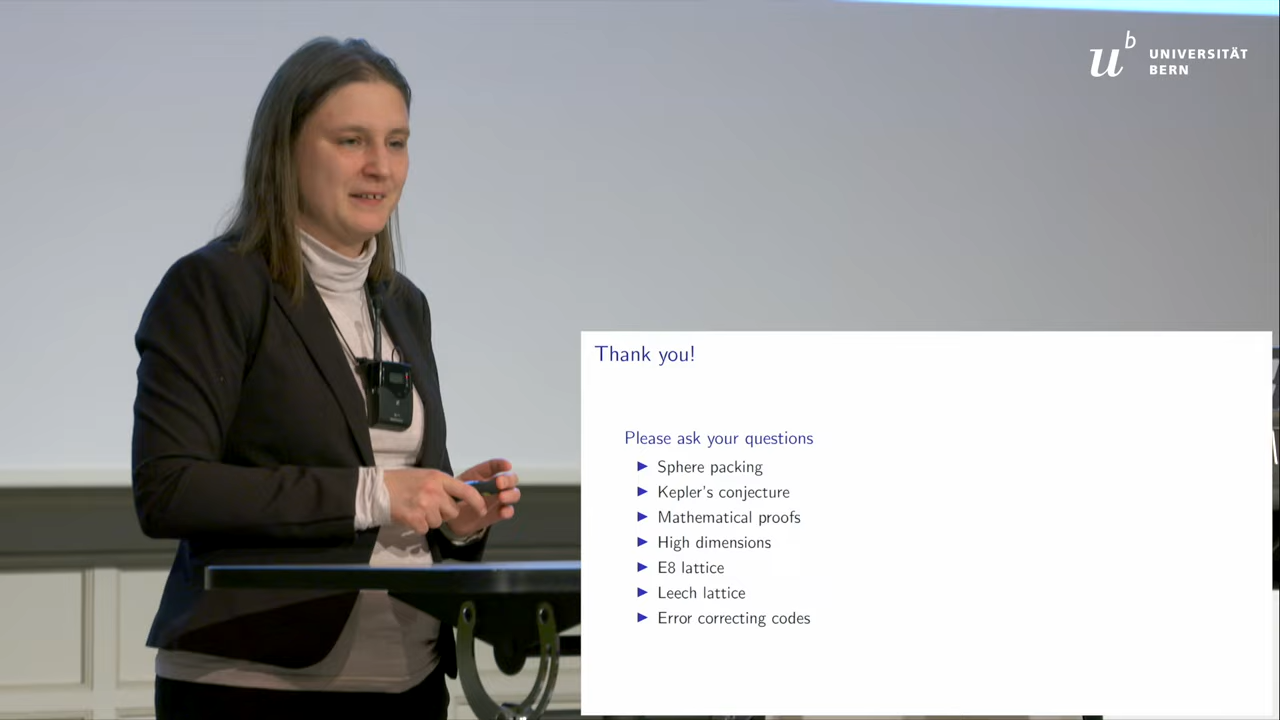 u b UNIVERSITÄT
BERN
Thank you!
Please ask your questions
Sphere packing
Kepler's conjecture
Mathematical proofs
High dimensions
E8 lattice
Leech lattice
Error correcting codes